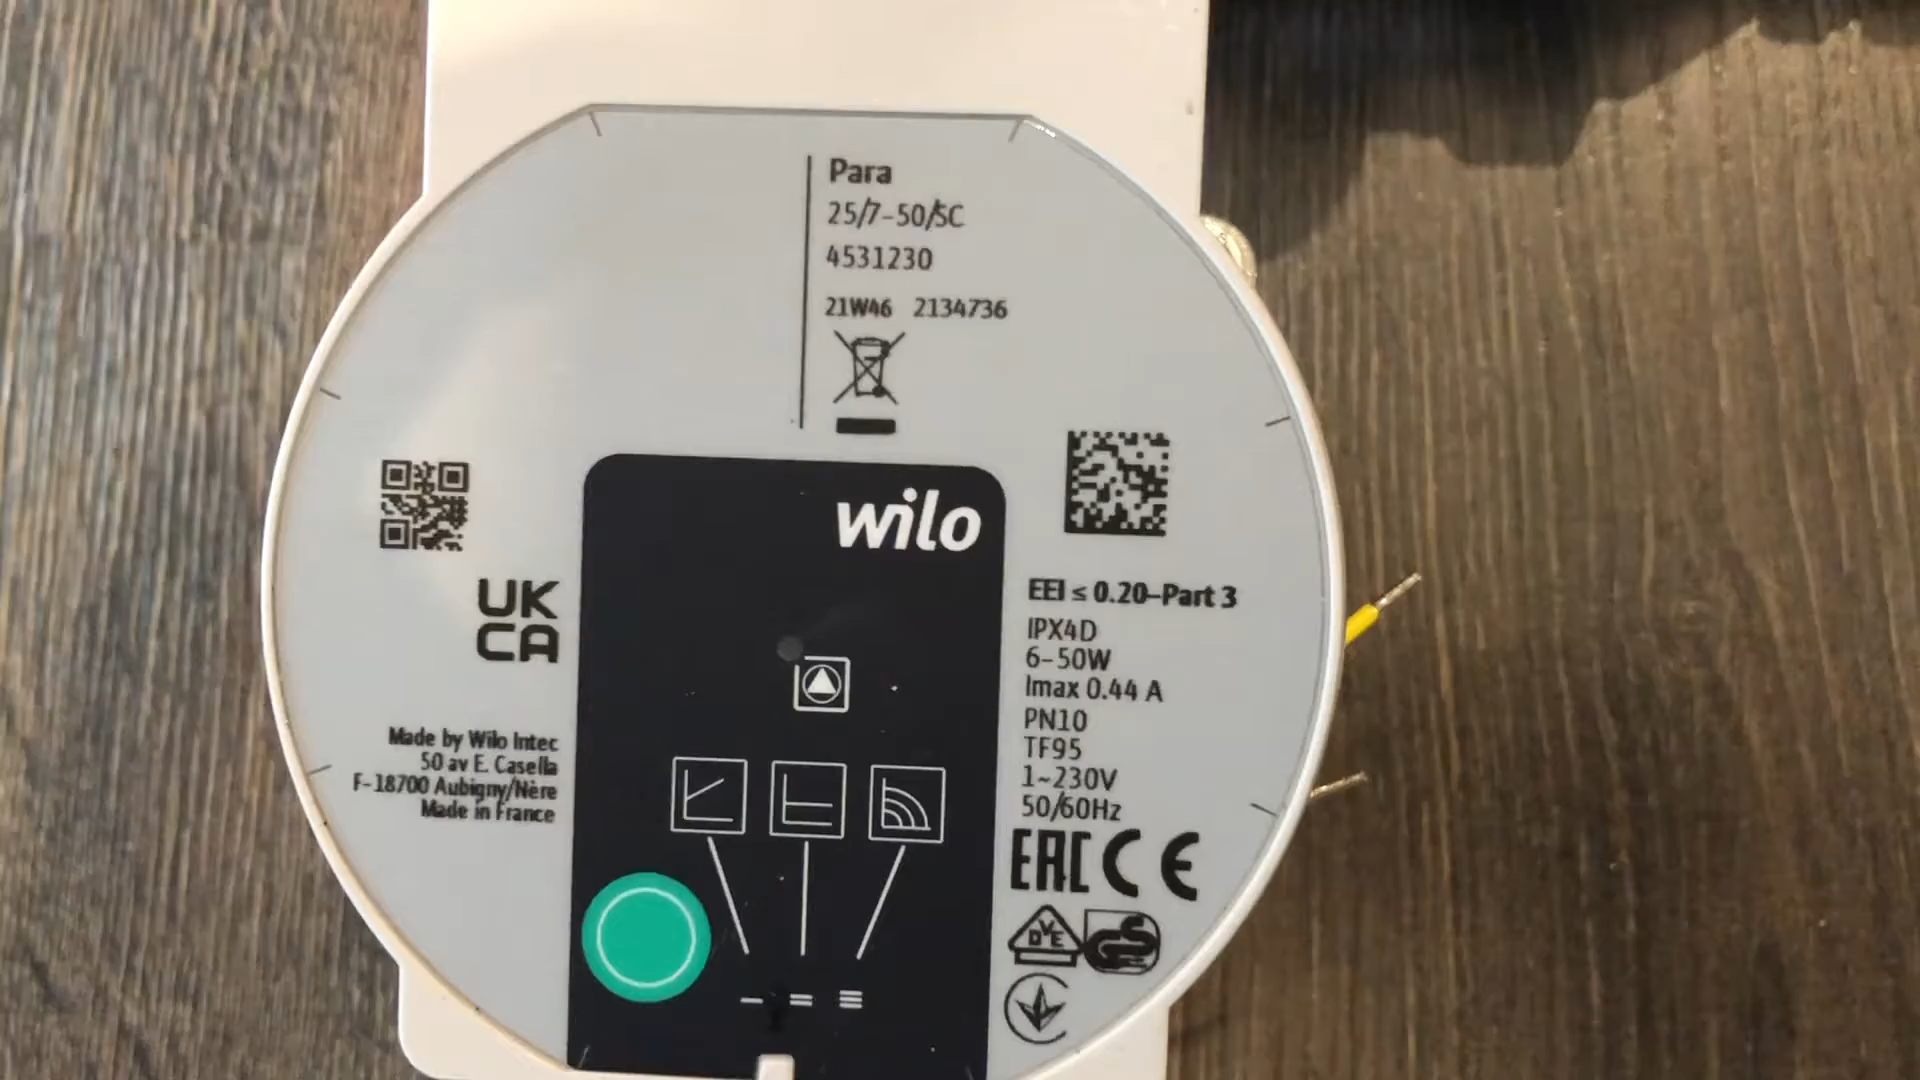 Para
25/7-50/SC
4531230
21W46 2134736
wilo
UK
CA
EEI ≤ 0.20-Part 3
IPX4D
6-50W
Imax 0.44 A
PN10
TF95
1~230V
50/60Hz
Made by Wilo Intec
50 av E. Casella
F-18700 Aubigny/Nère
Made in France
EAC CE
DVE